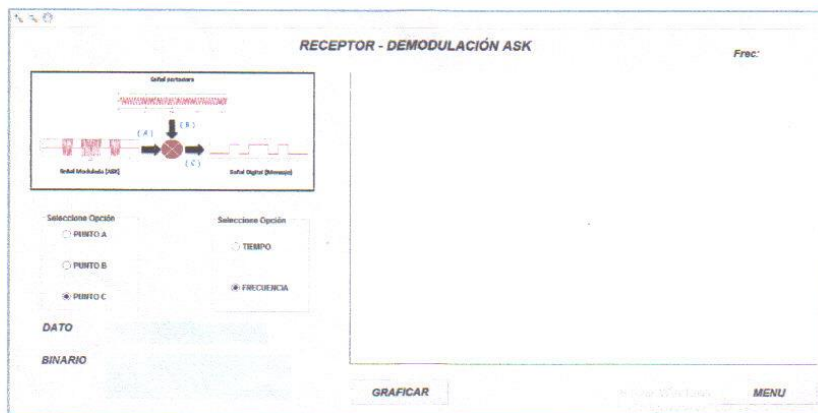 RECEPTOR - DEMODULACIÓN ASK
Frec:
Señal portadora
(A)
(B)
(C)
Señal Modulada [ASK]
Señal Digital [Mensaje]
Seleccione Opción
PUNTO A
PUNTO B
PUNTO C
Seleccione Opción
TIEMPO
FRECUENCIA
DATO
BINARIO
GRAFICAR
MENU